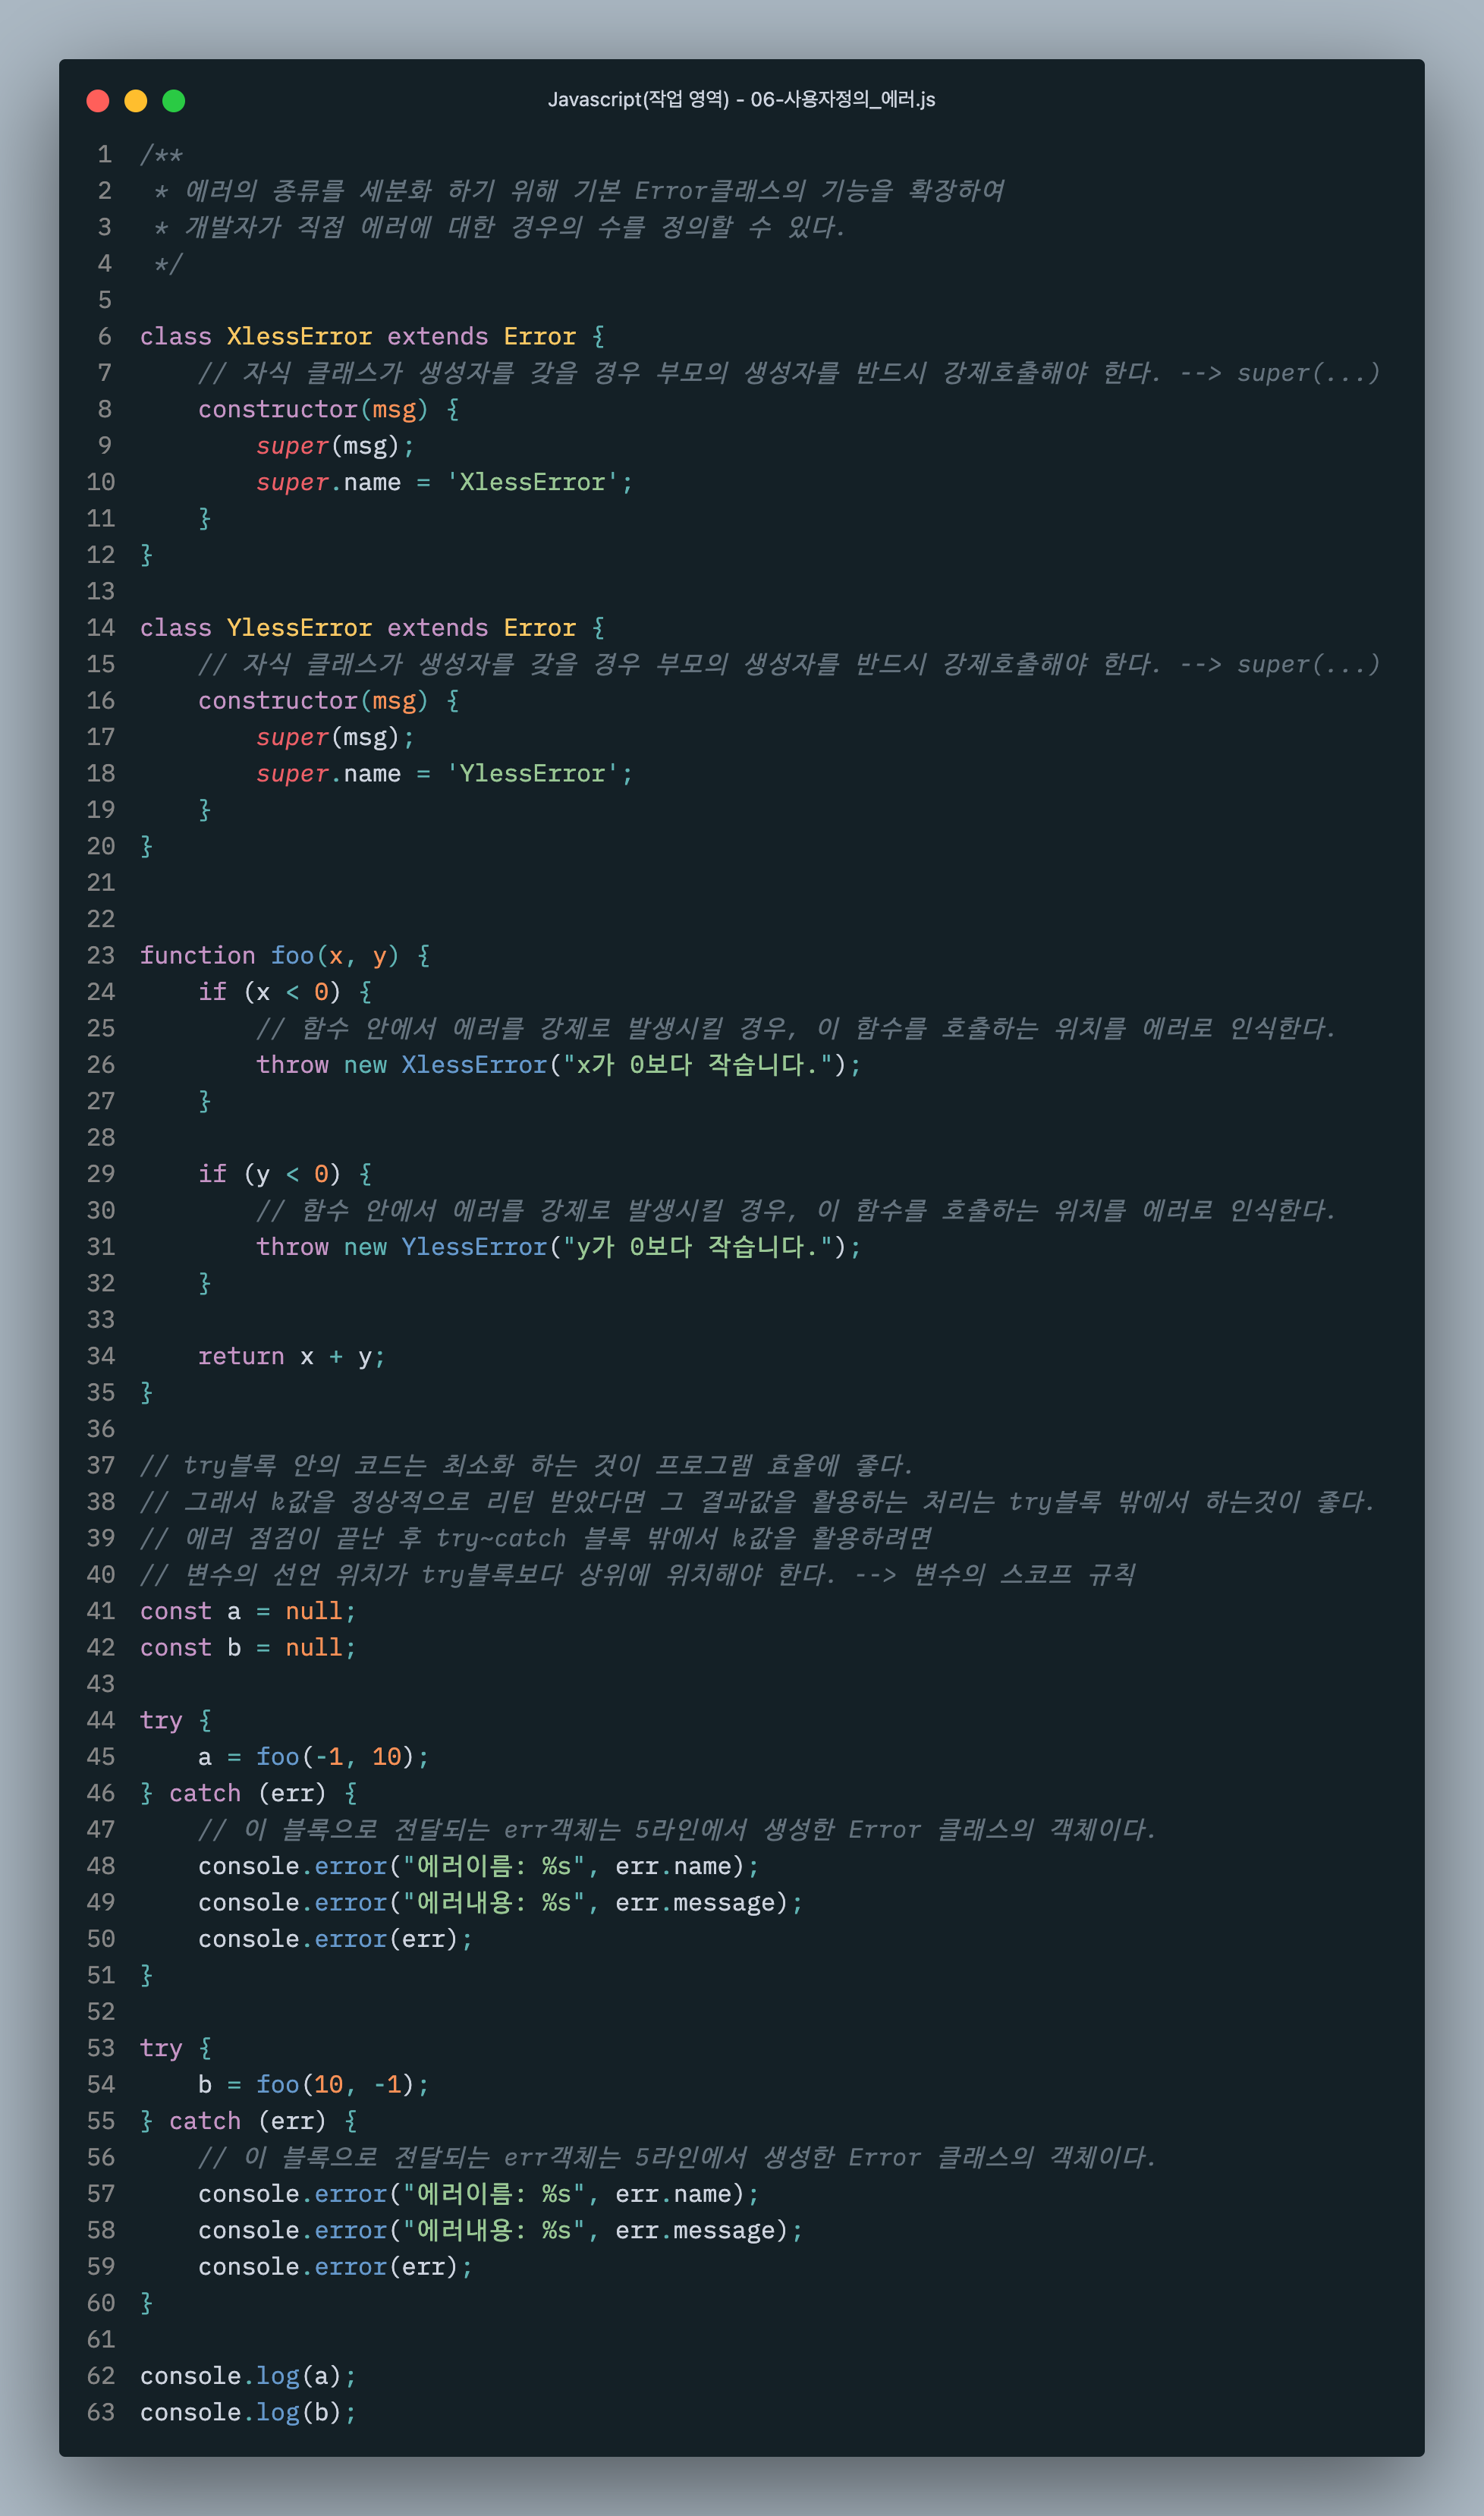 Javascript(작업 영역) - 06-사용자정의_에러.js
1 /**
2  * 에러의 종류를 세분화 하기 위해 기본 Error클래스의 기능을 확장하여
3  * 개발자가 직접 에러에 대한 경우의 수를 정의할 수 있다.
4  */
5
6 class XlessError extends Error {
7     // 자식 클래스가 생성자를 갖을 경우 부모의 생성자를 반드시 강제호출해야 한다. --> super(...)
8     constructor(msg) {
9         super(msg);
10         super.name = 'XlessError';
11     }
12 }
13
14 class YlessError extends Error {
15     // 자식 클래스가 생성자를 갖을 경우 부모의 생성자를 반드시 강제호출해야 한다. --> super(...)
16     constructor(msg) {
17         super(msg);
18         super.name = 'YlessError';
19     }
20 }
21
22
23 function foo(x, y) {
24     if (x < 0) {
25         // 함수 안에서 에러를 강제로 발생시킬 경우, 이 함수를 호출하는 위치를 에러로 인식한다.
26         throw new XlessError("x가 0보다 작습니다.");
27     }
28
29     if (y < 0) {
30         // 함수 안에서 에러를 강제로 발생시킬 경우, 이 함수를 호출하는 위치를 에러로 인식한다.
31         throw new YlessError("y가 0보다 작습니다.");
32     }
33
34     return x + y;
35 }
36
37 // try블록 안의 코드는 최소화 하는 것이 프로그램 효율에 좋다.
38 // 그래서 k값을 정상적으로 리턴 받았다면 그 결과값을 활용하는 처리는 try블록 밖에서 하는것이 좋다.
39 // 에러 점검이 끝난 후 try~catch 블록 밖에서 k값을 활용하려면
40 // 변수의 선언 위치가 try블록보다 상위에 위치해야 한다. --> 변수의 스코프 규칙
41 const a = null;
42 const b = null;
43
44 try {
45     a = foo(-1, 10);
46 } catch (err) {
47     // 이 블록으로 전달되는 err객체는 5라인에서 생성한 Error 클래스의 객체이다.
48     console.error("에러이름: %s", err.name);
49     console.error("에러내용: %s", err.message);
50     console.error(err);
51 }
52
53 try {
54     b = foo(10, -1);
55 } catch (err) {
56     // 이 블록으로 전달되는 err객체는 5라인에서 생성한 Error 클래스의 객체이다.
57     console.error("에러이름: %s", err.name);
58     console.error("에러내용: %s", err.message);
59     console.error(err);
60 }
61
62 console.log(a);
63 console.log(b);